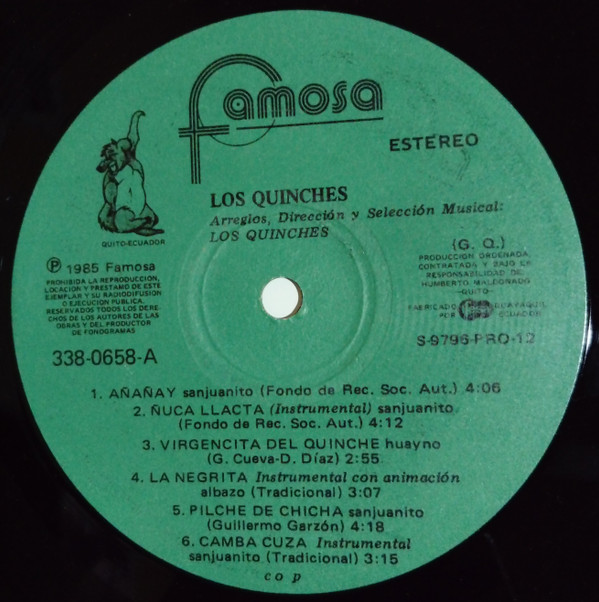 Famosa
ESTEREO
QUITO-ECUADOR
LOS QUINCHES
Arreglos, Dirección y Selección Musical:
LOS QUINCHES
Ⓟ 1985 Famosa
PROHIBIDA LA REPRODUCCION,
LOCACION Y PRESTAMO DE ESTE
EJEMPLAR Y SU RADIODIFUSION
O EJECUCION PUBLICA.
RESERVADOS TODOS LOS DERE-
CHOS DE LOS AUTORES DE LAS
OBRAS Y DEL PRODUCTOR
DE FONOGRAMAS
338-0658-A
(G. Q.)
PRODUCCION ORDENADA,
CONTRATADA Y BAJO LA
RESPONSABILIDAD DE
HUMBERTO MALDONADO
-QUITO-
FABRICADO GUAYAQUIL
POR ECUADOR
S-9796-PRO-12
1. AÑAÑAY sanjuanito (Fondo de Rec. Soc. Aut.) 4:06
2. ÑUCA LLACTA (Instrumental) sanjuanito
(Fondo de Rec. Soc. Aut.) 4:12
3. VIRGENCITA DEL QUINCHE huayno
(G. Cueva-D. Díaz) 2:55
4. LA NEGRITA Instrumental con animación
albazo (Tradicional) 3:07
5. PILCHE DE CHICHA sanjuanito
(Guillermo Garzón) 4:18
6. CAMBA CUZA Instrumental
sanjuanito (Tradicional) 3:15
c o p